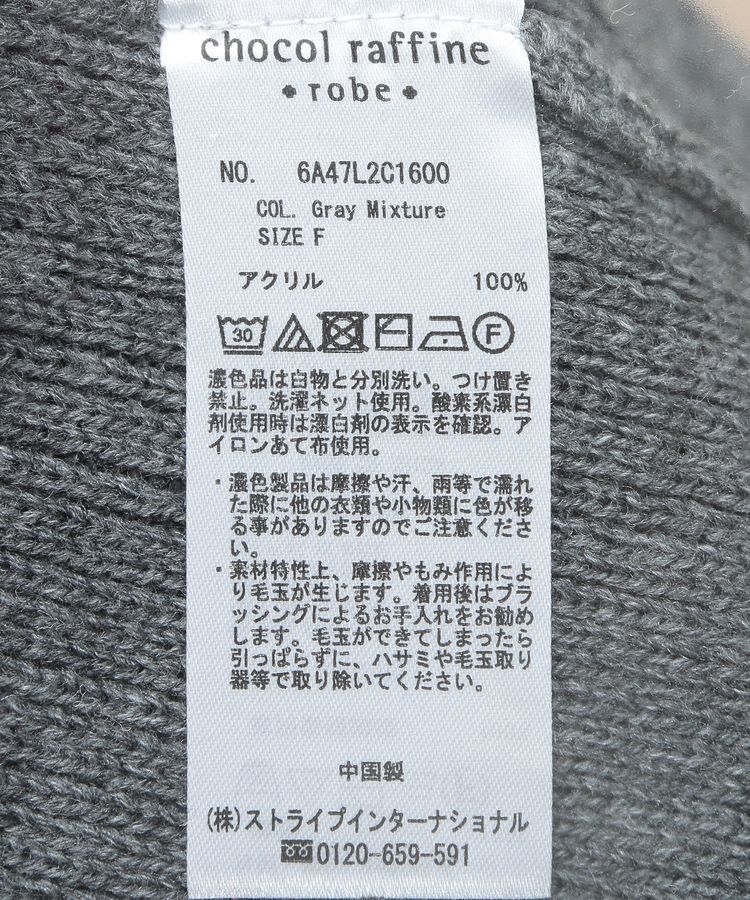 chocol raffine
• robe •
NO. 6A47L2C1600
COL. Gray Mixture
SIZE F
アクリル 100%
30 F
濃色品は白物と分別洗い。つけ置き
禁止。洗濯ネット使用。酸素系漂白
剤使用時は漂白剤の表示を確認。ア
イロンあて布使用。
・濃色製品は摩擦や汗、雨等で濡れ
た際に他の衣類や小物類に色が移
る事がありますのでご注意くださ
い。
・素材特性上、摩擦やもみ作用によ
り毛玉が生じます。着用後はブラ
ッシングによるお手入れをお勧め
します。毛玉ができてしまったら
引っぱらずに、ハサミや毛玉取り
器等で取り除いてください。
中国製
(株)ストライプインターナショナル
0120-659-591